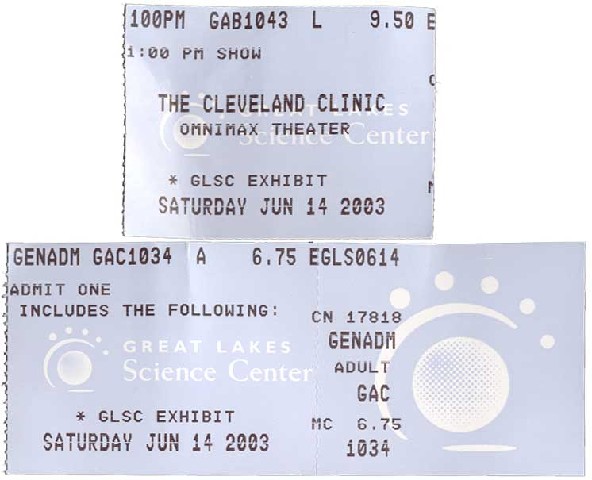 100PM GAB1043 L 9.50 E
1:00 PM SHOW
THE CLEVELAND CLINIC
GREAT LAKES
OMNIMAX THEATER
Science Center
* GLSC EXHIBIT
SATURDAY JUN 14 2003
GENADM GAC1034 A 6.75 EGLS0614
ADMIT ONE
INCLUDES THE FOLLOWING:
GREAT LAKES
Science Center
* GLSC EXHIBIT
SATURDAY JUN 14 2003
CN 17818
GENADM
ADULT
GAC
MC 6.75
1034